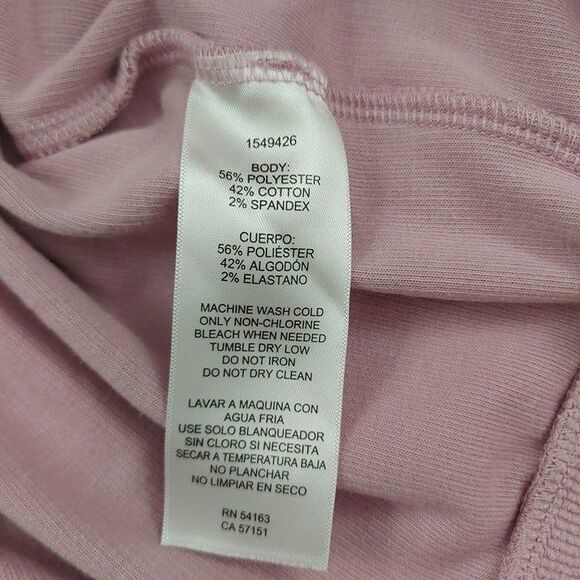 1549426
BODY:
56% POLYESTER
42% COTTON
2% SPANDEX
CUERPO:
56% POLIÉSTER
42% ALGODÓN
2% ELASTANO
MACHINE WASH COLD
ONLY NON-CHLORINE
BLEACH WHEN NEEDED
TUMBLE DRY LOW
DO NOT IRON
DO NOT DRY CLEAN
LAVAR A MAQUINA CON
AGUA FRIA
USE SOLO BLANQUEADOR
SIN CLORO SI NECESITA
SECAR A TEMPERATURA BAJA
NO PLANCHAR
NO LIMPIAR EN SECO
RN 54163
CA 57151